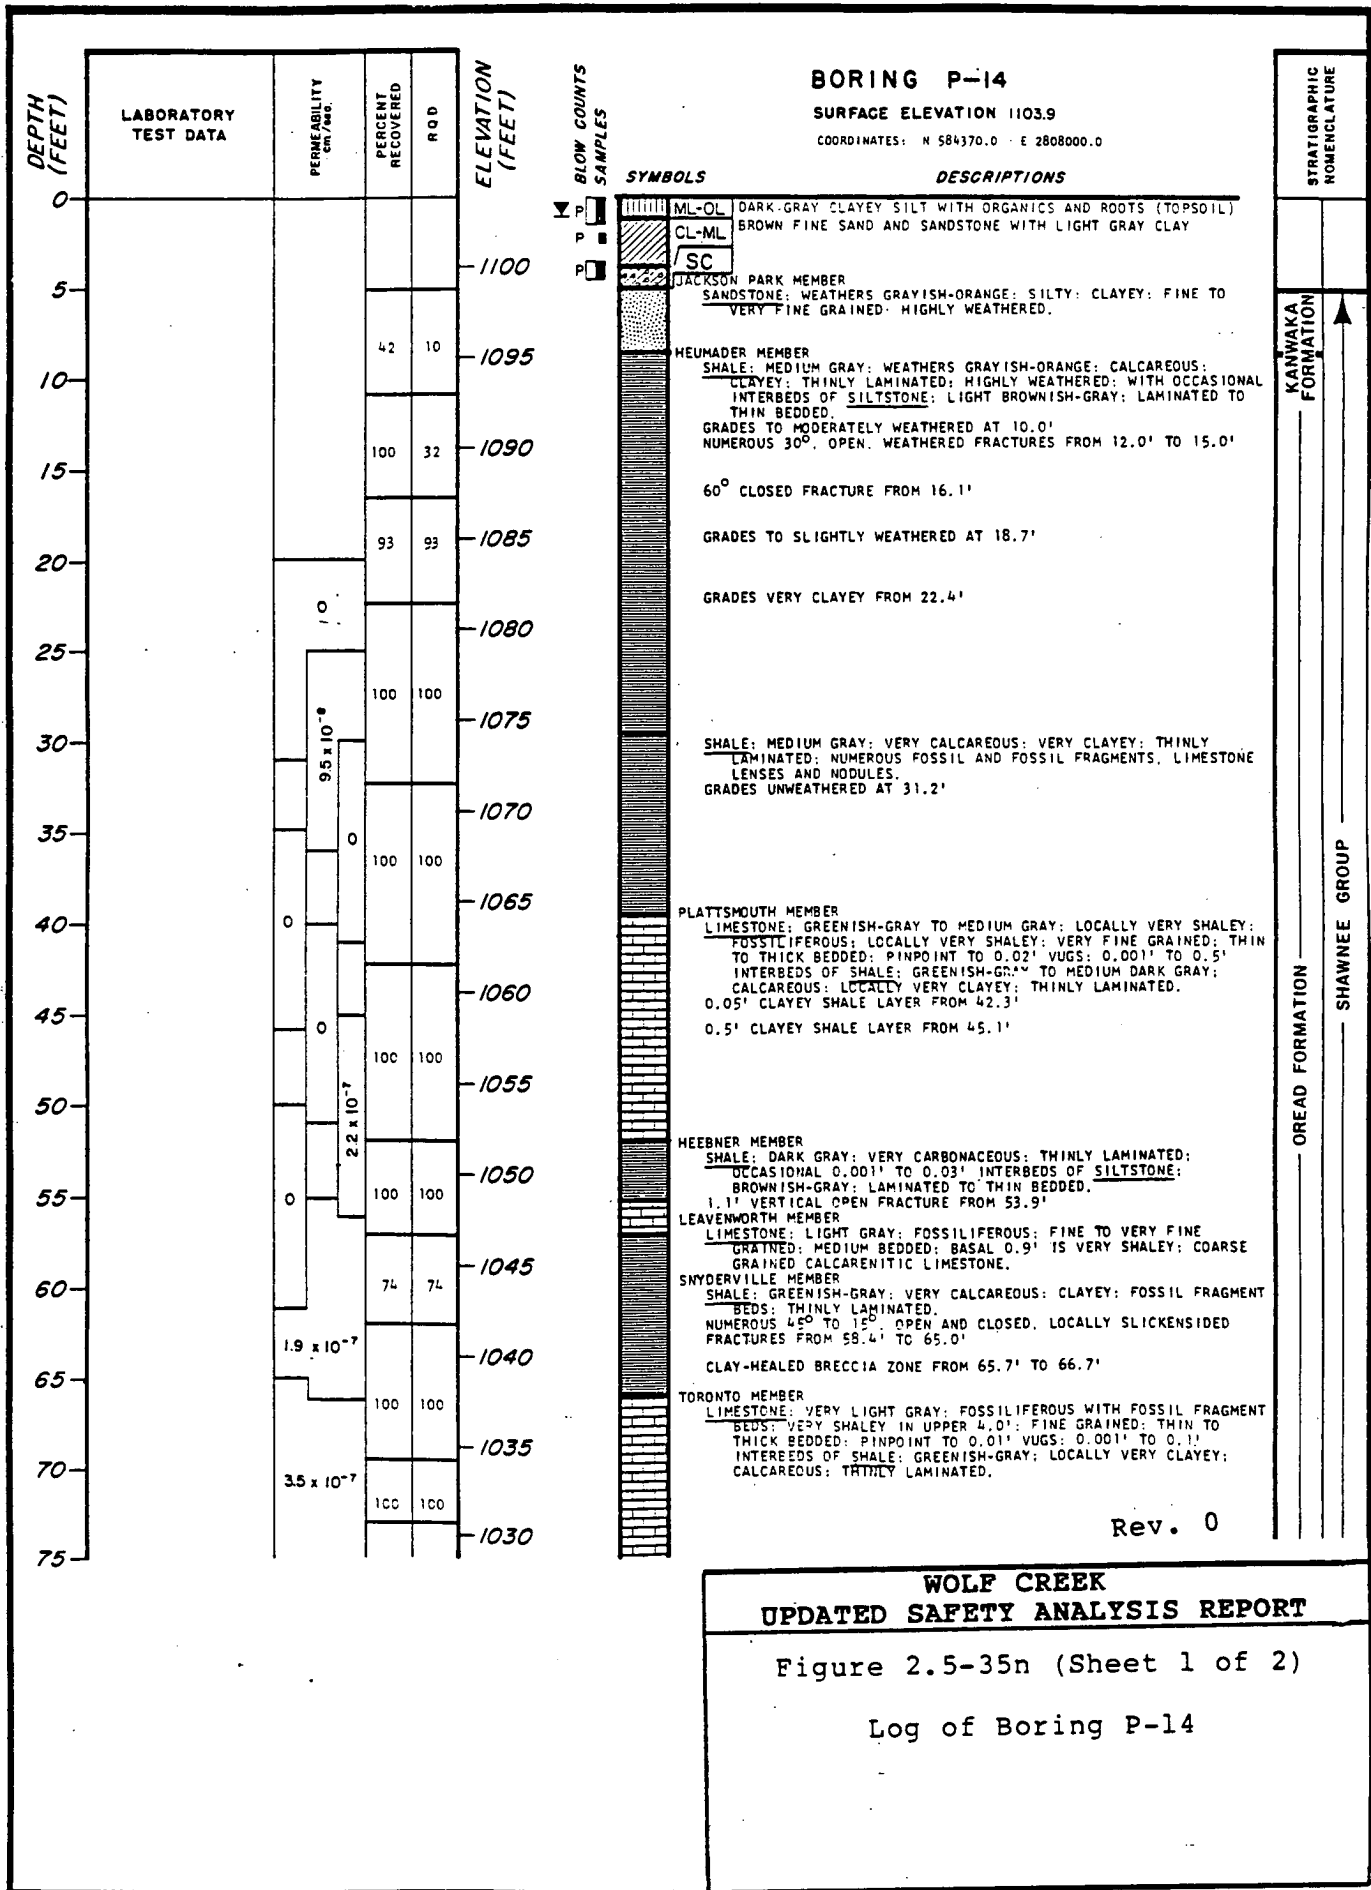 DEPTH (FEET)
LABORATORY TEST DATA
PERMEABILITY cm/sec.
PERCENT RECOVERED
RQD
ELEVATION (FEET)
BLOW COUNTS
SAMPLES
BORING P-14
SURFACE ELEVATION 1103.9
COORDINATES: N 584370.0 E 2808000.0
SYMBOLS
DESCRIPTIONS
STRATIGRAPHIC NOMENCLATURE
0
5
10
15
20
25
30
35
40
45
50
55
60
65
70
75
0
9.5 x 10-8
0
0
0
2.2 x 10-7
0
1.9 x 10-7
3.5 x 10-7
42 10
100 32
93 93
100 100
100 100
100 100
100 100
74 74
100 100
100 100
1100
1095
1090
1085
1080
1075
1070
1065
1060
1055
1050
1045
1040
1035
1030
P
P
P
ML-OL
CL-ML
SC
DARK-GRAY CLAYEY SILT WITH ORGANICS AND ROOTS (TOPSOIL)
BROWN FINE SAND AND SANDSTONE WITH LIGHT GRAY CLAY
JACKSON PARK MEMBER
SANDSTONE: WEATHERS GRAYISH-ORANGE: SILTY: CLAYEY: FINE TO
VERY FINE GRAINED: HIGHLY WEATHERED.
HEUMADER MEMBER
SHALE: MEDIUM GRAY: WEATHERS GRAYISH-ORANGE: CALCAREOUS:
CLAYEY: THINLY LAMINATED: HIGHLY WEATHERED: WITH OCCASIONAL
INTERBEDS OF SILTSTONE: LIGHT BROWNISH-GRAY: LAMINATED TO
THIN BEDDED.
GRADES TO MODERATELY WEATHERED AT 10.0'
NUMEROUS 30°, OPEN, WEATHERED FRACTURES FROM 12.0' TO 15.0'
60° CLOSED FRACTURE FROM 16.1'
GRADES TO SLIGHTLY WEATHERED AT 18.7'
GRADES VERY CLAYEY FROM 22.4'
SHALE: MEDIUM GRAY: VERY CALCAREOUS: VERY CLAYEY: THINLY
LAMINATED: NUMEROUS FOSSIL AND FOSSIL FRAGMENTS, LIMESTONE
LENSES AND NODULES.
GRADES UNWEATHERED AT 31.2'
PLATTSMOUTH MEMBER
LIMESTONE: GREENISH-GRAY TO MEDIUM GRAY: LOCALLY VERY SHALEY:
FOSSILIFEROUS: LOCALLY VERY SHALEY: VERY FINE GRAINED: THIN
TO THICK BEDDED: PINPOINT TO 0.02' VUGS: 0.001' TO 0.5'
INTERBEDS OF SHALE: GREENISH-GRAY TO MEDIUM DARK GRAY:
CALCAREOUS: LOCALLY VERY CLAYEY: THINLY LAMINATED.
0.05' CLAYEY SHALE LAYER FROM 42.3'
0.5' CLAYEY SHALE LAYER FROM 45.1'
HEEBNER MEMBER
SHALE: DARK GRAY: VERY CARBONACEOUS: THINLY LAMINATED:
OCCASIONAL 0.001' TO 0.03' INTERBEDS OF SILTSTONE:
BROWNISH-GRAY: LAMINATED TO THIN BEDDED.
1.1' VERTICAL OPEN FRACTURE FROM 53.9'
LEAVENWORTH MEMBER
LIMESTONE: LIGHT GRAY: FOSSILIFEROUS: FINE TO VERY FINE
GRAINED: MEDIUM BEDDED: BASAL 0.9' IS VERY SHALEY: COARSE
GRAINED CALCARENITIC LIMESTONE.
SNYDERVILLE MEMBER
SHALE: GREENISH-GRAY: VERY CALCAREOUS: CLAYEY: FOSSIL FRAGMENT
BEDS: THINLY LAMINATED.
NUMEROUS 45° TO 15°, OPEN AND CLOSED, LOCALLY SLICKENSIDED
FRACTURES FROM 58.4' TO 65.0'
CLAY-HEALED BRECCIA ZONE FROM 65.7' TO 66.7'
TORONTO MEMBER
LIMESTONE: VERY LIGHT GRAY: FOSSILIFEROUS WITH FOSSIL FRAGMENT
BEDS: VERY SHALEY IN UPPER 4.0': FINE GRAINED: THIN TO
THICK BEDDED: PINPOINT TO 0.01' VUGS: 0.001' TO 0.1'
INTERBEDS OF SHALE: GREENISH-GRAY: LOCALLY VERY CLAYEY:
CALCAREOUS: THINLY LAMINATED.
KANWAKA FORMATION
OREAD FORMATION
SHAWNEE GROUP
Rev. 0
WOLF CREEK
UPDATED SAFETY ANALYSIS REPORT
Figure 2.5-35n (Sheet 1 of 2)
Log of Boring P-14